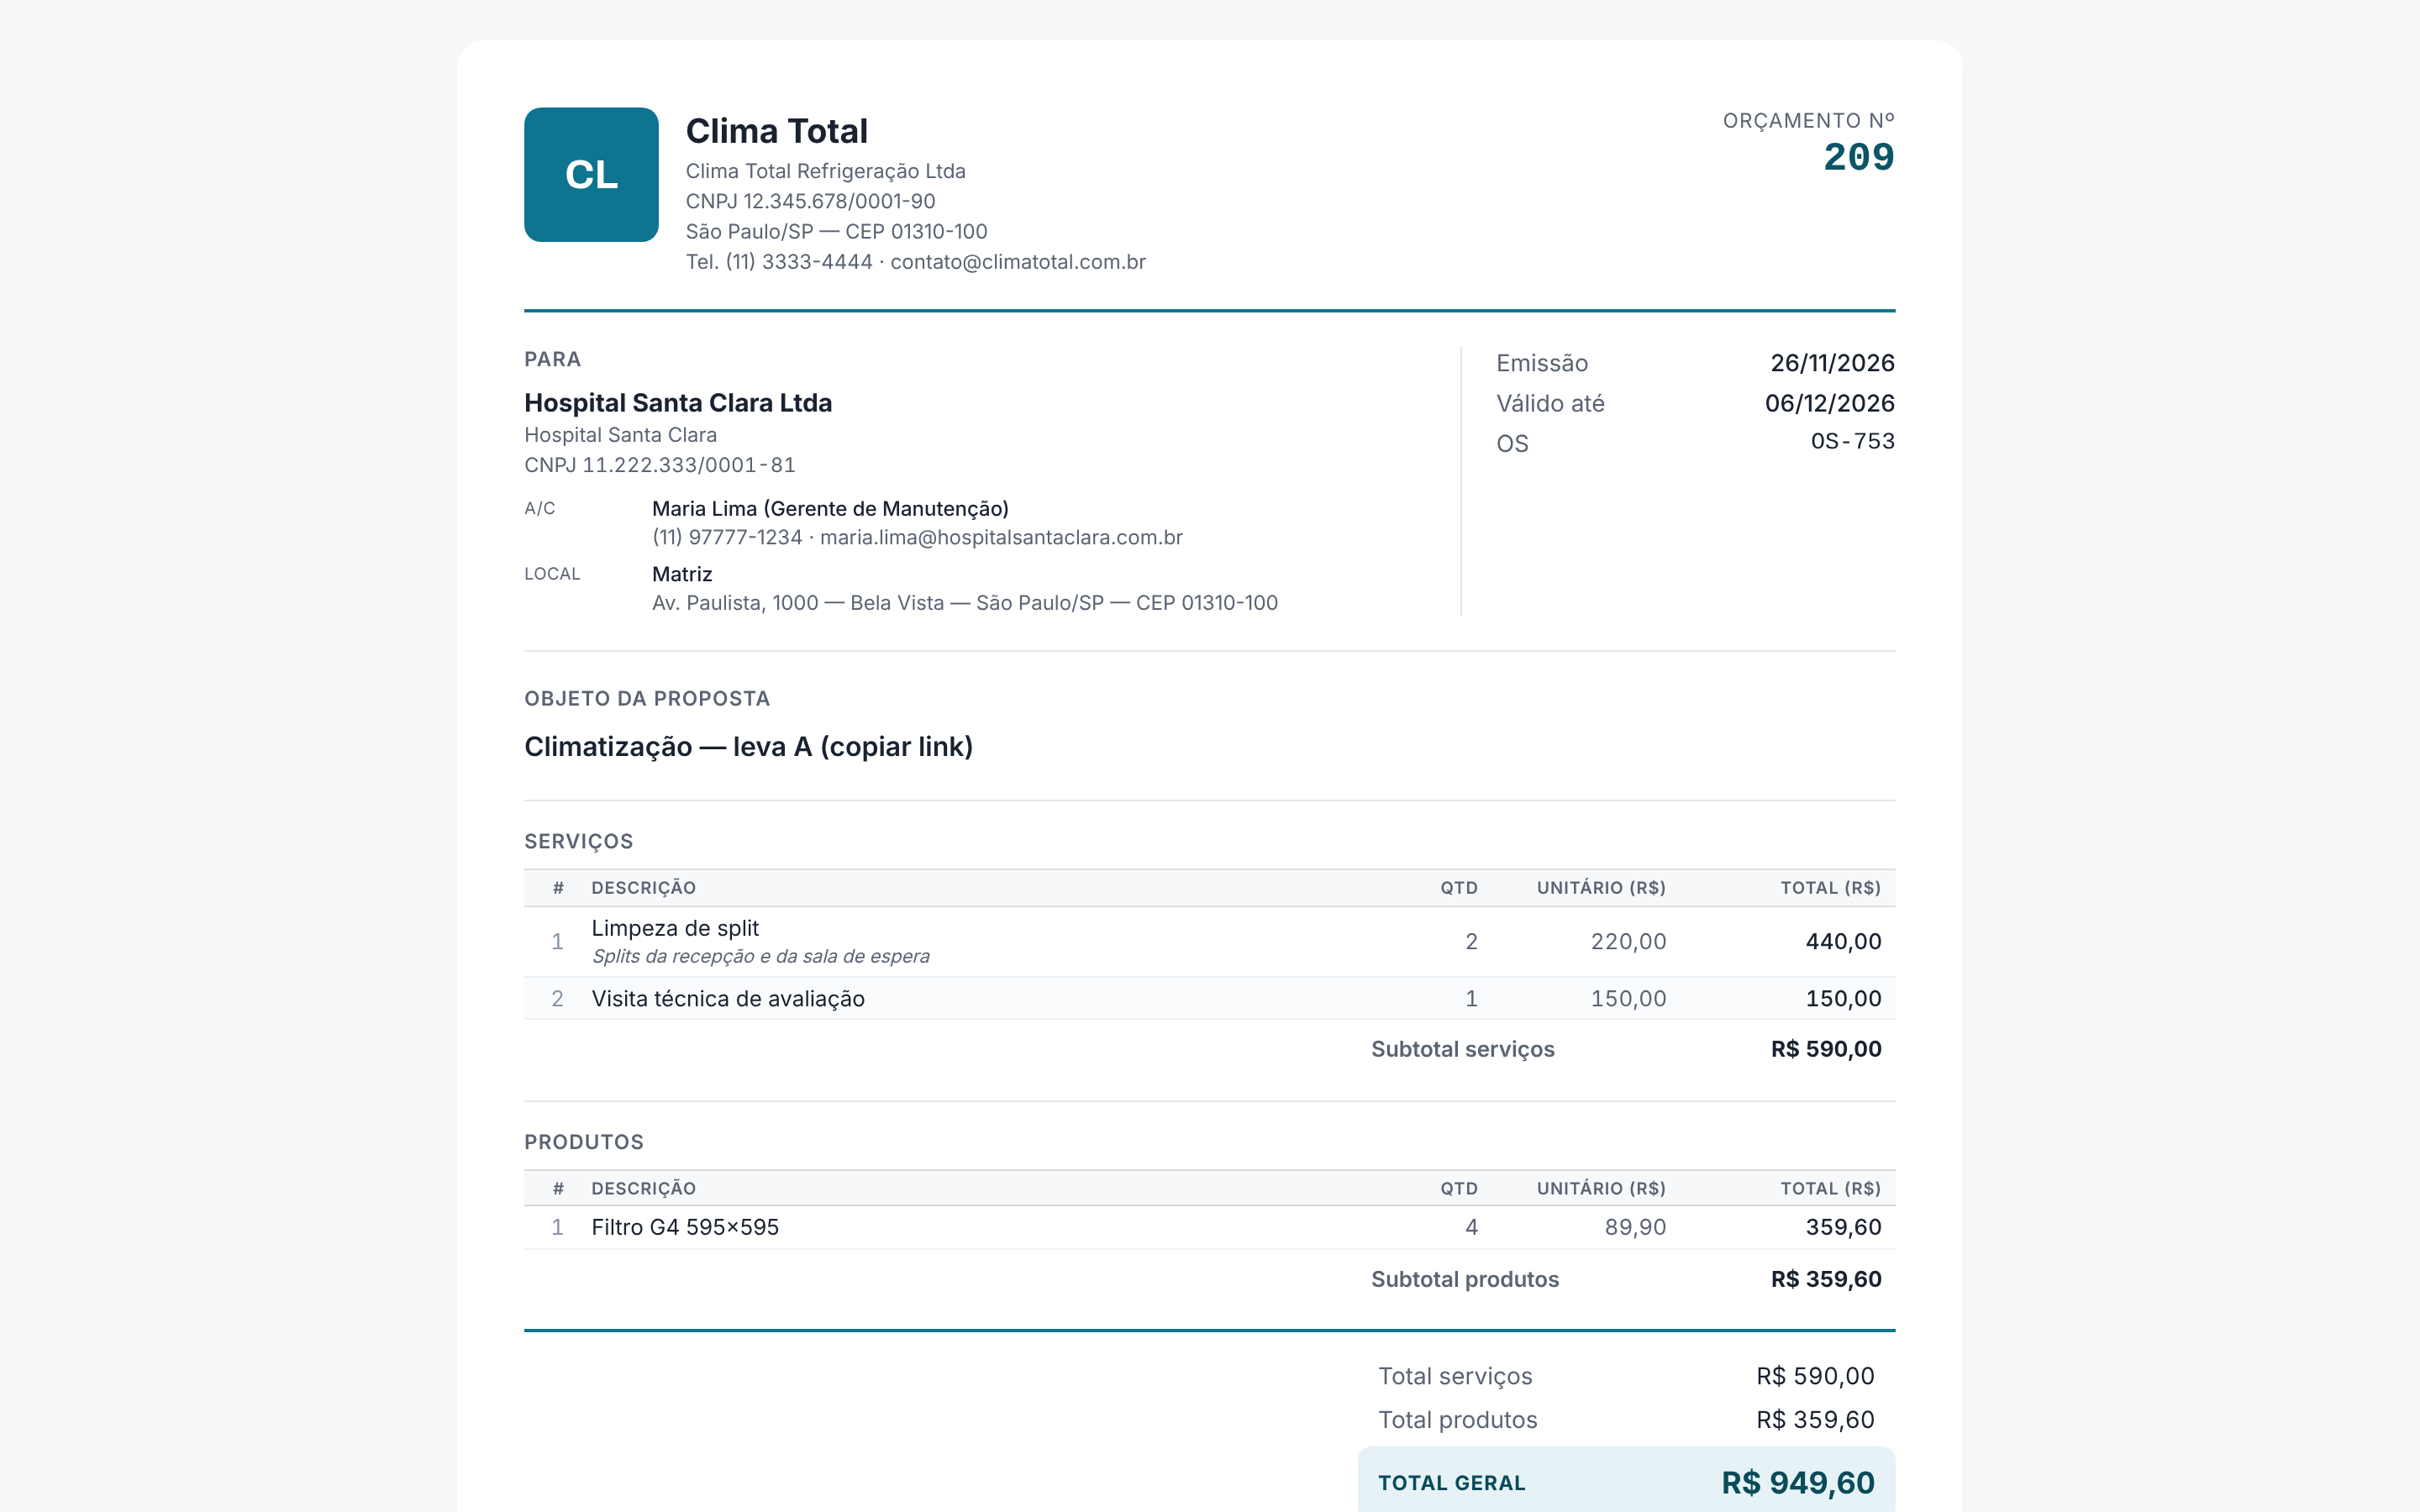 CL
Clima Total
Clima Total Refrigeração Ltda
CNPJ 12.345.678/0001-90
São Paulo/SP — CEP 01310-100
Tel. (11) 3333-4444 · contato@climatotal.com.br
ORÇAMENTO Nº
209
PARA
Hospital Santa Clara Ltda
Hospital Santa Clara
CNPJ 11.222.333/0001-81
A/C Maria Lima (Gerente de Manutenção)
(11) 97777-1234 · maria.lima@hospitalsantaclara.com.br
LOCAL Matriz
Av. Paulista, 1000 — Bela Vista — São Paulo/SP — CEP 01310-100
Emissão 26/11/2026
Válido até 06/12/2026
OS OS-753
OBJETO DA PROPOSTA
Climatização — leva A (copiar link)
SERVIÇOS
# DESCRIÇÃO QTD UNITÁRIO (R$) TOTAL (R$)
1 Limpeza de split 2 220,00 440,00
Splits da recepção e da sala de espera
2 Visita técnica de avaliação 1 150,00 150,00
Subtotal serviços R$ 590,00
PRODUTOS
# DESCRIÇÃO QTD UNITÁRIO (R$) TOTAL (R$)
1 Filtro G4 595×595 4 89,90 359,60
Subtotal produtos R$ 359,60
Total serviços R$ 590,00
Total produtos R$ 359,60
TOTAL GERAL R$ 949,60